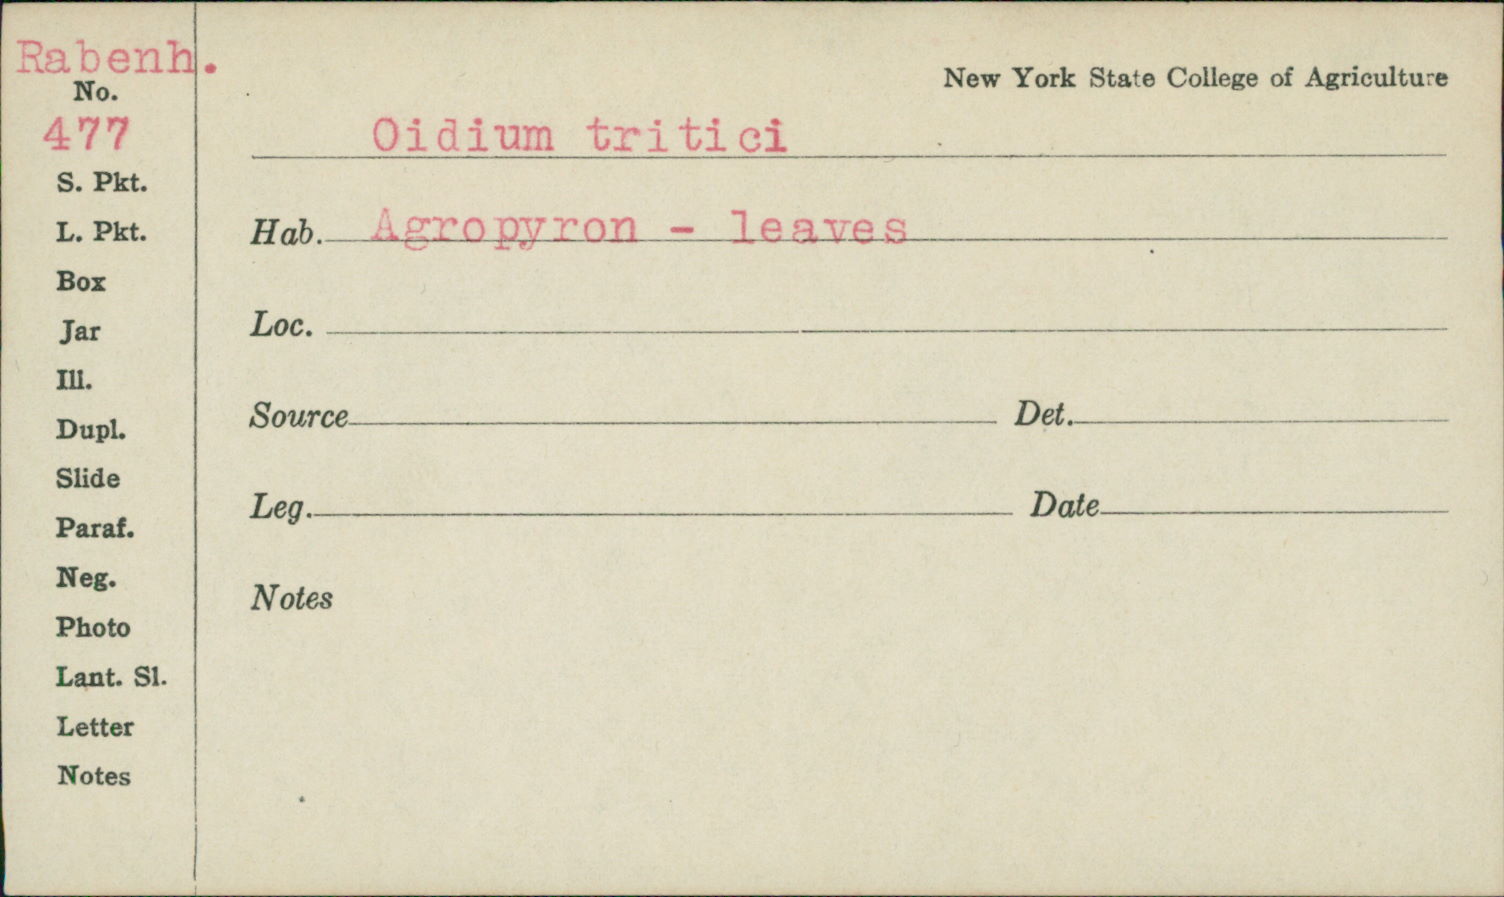 Rabenh.
No.
477
S. Pkt.
L. Pkt.
Box
Jar
Ill.
Dupl.
Slide
Paraf.
Neg.
Photo
Lant. Sl.
Letter
Notes
New York State College of Agriculture
Oidium tritici
Hab. Agropyron - leaves
Loc.
Source Det.
Leg. Date
Notes